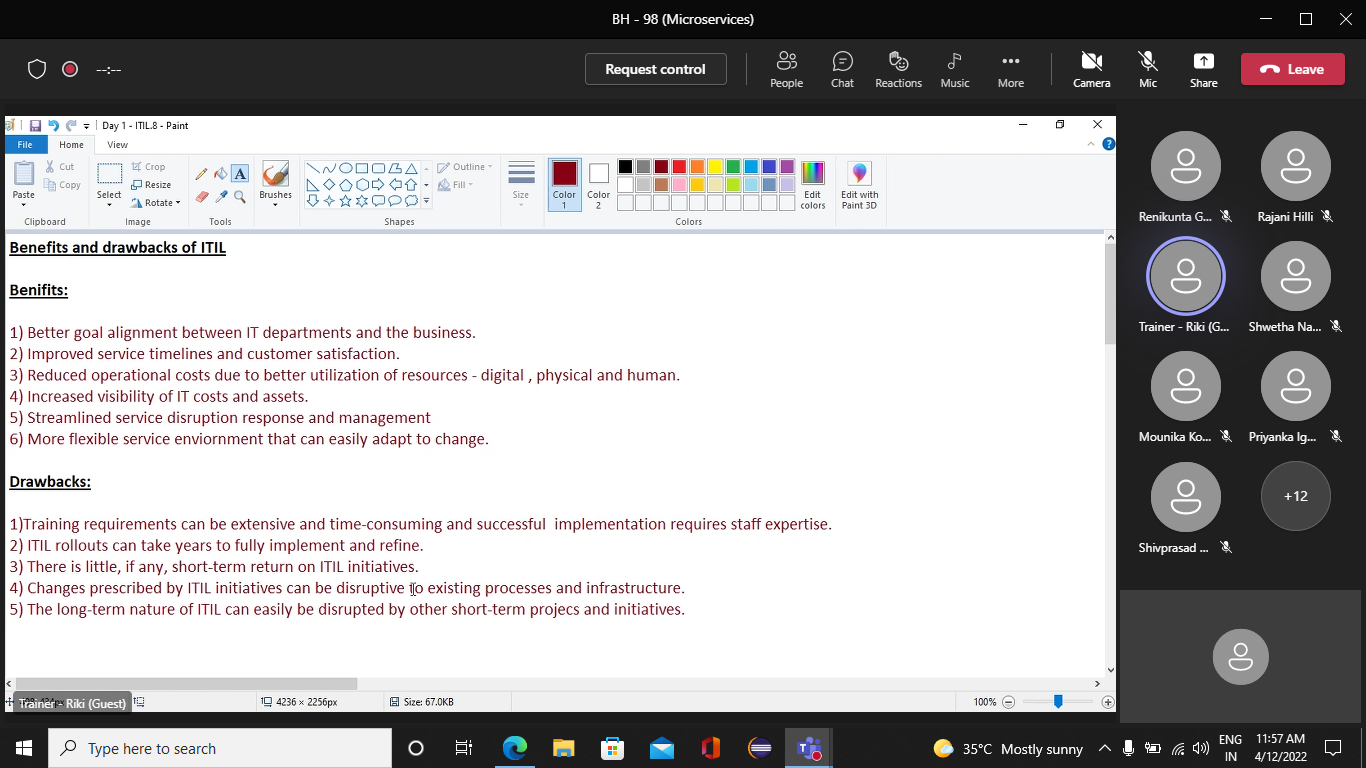 BH - 98 (Microservices)
--:--
Request control
People
Chat
Reactions
Music
More
Camera
Mic
Share
Leave
Day 1 - ITIL.8 - Paint
File
Home
View
Paste
Cut
Copy
Clipboard
Select
Crop
Resize
Rotate
Image
A
Tools
Brushes
Shapes
Outline
Fill
Size
Color
1
Color
2
Edit
colors
Colors
Edit with
Paint 3D
Benefits and drawbacks of ITIL
Benifits:
1) Better goal alignment between IT departments and the business.
2) Improved service timelines and customer satisfaction.
3) Reduced operational costs due to better utilization of resources - digital , physical and human.
4) Increased visibility of IT costs and assets.
5) Streamlined service disruption response and management
6) More flexible service enviornment that can easily adapt to change.
Drawbacks:
1)Training requirements can be extensive and time-consuming and successful  implementation requires staff expertise.
2) ITIL rollouts can take years to fully implement and refine.
3) There is little, if any, short-term return on ITIL initiatives.
4) Changes prescribed by ITIL initiatives can be disruptive to existing processes and infrastructure.
5) The long-term nature of ITIL can easily be disrupted by other short-term projecs and initiatives.
Trainer - Riki (Guest)
4236 × 2256px
Size: 67.0KB
100%
Renikunta G...
Rajani Hilli
Trainer - Riki (G...
Shwetha Na...
Mounika Ko...
Priyanka Ig...
Shivprasad ...
+12
Type here to search
35°C Mostly sunny
ENG
IN
11:57 AM
4/12/2022